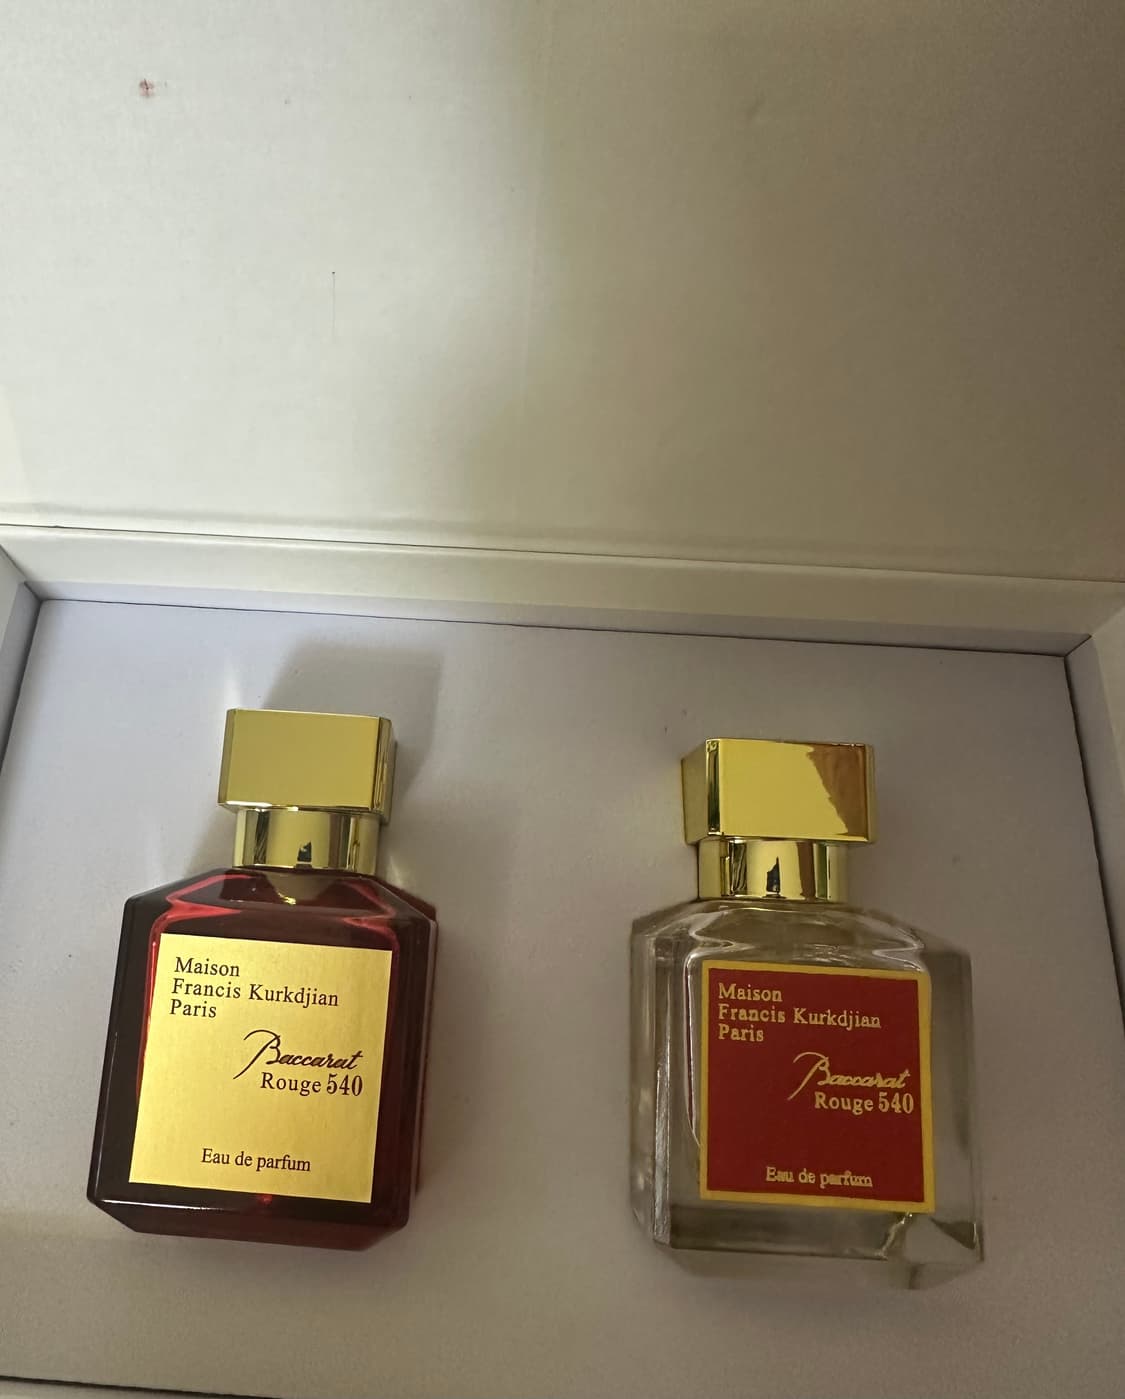 Maison
Francis Kurkdjian
Paris
Baccarat
Rouge 540
Eau de parfum
Maison
Francis Kurkdjian
Paris
Baccarat
Rouge 540
Eau de parfum